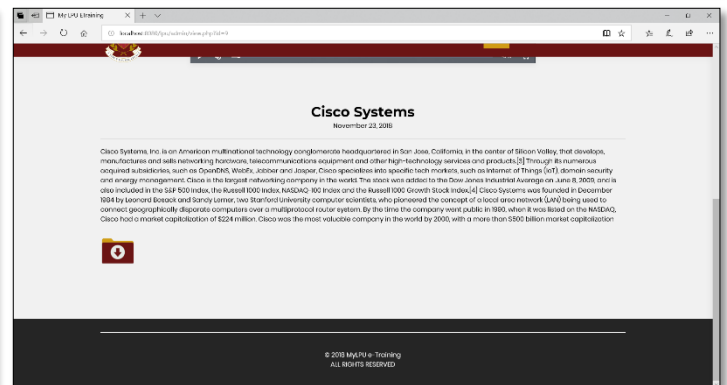 My LPU Etraining
localhost:8080/lpu/admin/view.php?id=9
Cisco Systems
November 23, 2018
Cisco Systems, Inc. is an American multinational technology conglomerate headquartered in San Jose, California, in the center of Silicon Valley, that develops,
manufactures and sells networking hardware, telecommunications equipment and other high-technology services and products.[3] Through its numerous
acquired subsidiaries, such as OpenDNS, WebEx, Jabber and Jasper, Cisco specializes into specific tech markets, such as Internet of Things (IoT), domain security
and energy management. Cisco is the largest networking company in the world. The stock was added to the Dow Jones Industrial Average on June 8, 2009, and is
also included in the S&P 500 Index, the Russell 1000 Index, NASDAQ-100 Index and the Russell 1000 Growth Stock Index.[4] Cisco Systems was founded in December
1984 by Leonard Bosack and Sandy Lerner, two Stanford University computer scientists, who pioneered the concept of a local area network (LAN) being used to
connect geographically disparate computers over a multiprotocol router system. By the time the company went public in 1990, when it was listed on the NASDAQ,
Cisco had a market capitalization of $224 million. Cisco was the most valuable company in the world by 2000, with a more than $500 billion market capitalization
© 2018 MyLPU e-Training
ALL RIGHTS RESERVED